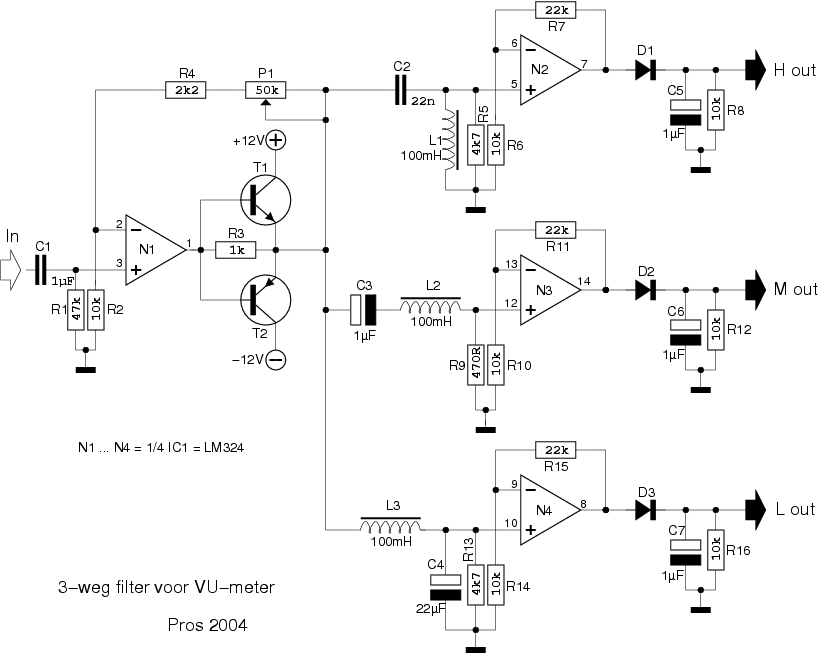 22k
R7
R4
2k2
P1
50k
C2
22n
6
5
N2
7
D1
H out
C5
1µF
10k
R8
L1
100mH
R5
4k7
10k
R6
+12V
T1
In
C1
1µF
2
3
N1
1
R3
1k
R1
47k
10k
R2
T2
−12V
22k
R11
C3
1µF
L2
100mH
13
12
N3
14
D2
M out
C6
1µF
10k
R12
R9
470R
10k
R10
N1 ... N4 = 1/4 IC1 = LM324
22k
R15
L3
100mH
9
10
N4
8
D3
L out
C7
1µF
10k
R16
C4
22µF
R13
4k7
10k
R14
3−weg filter voor VU−meter
Pros 2004